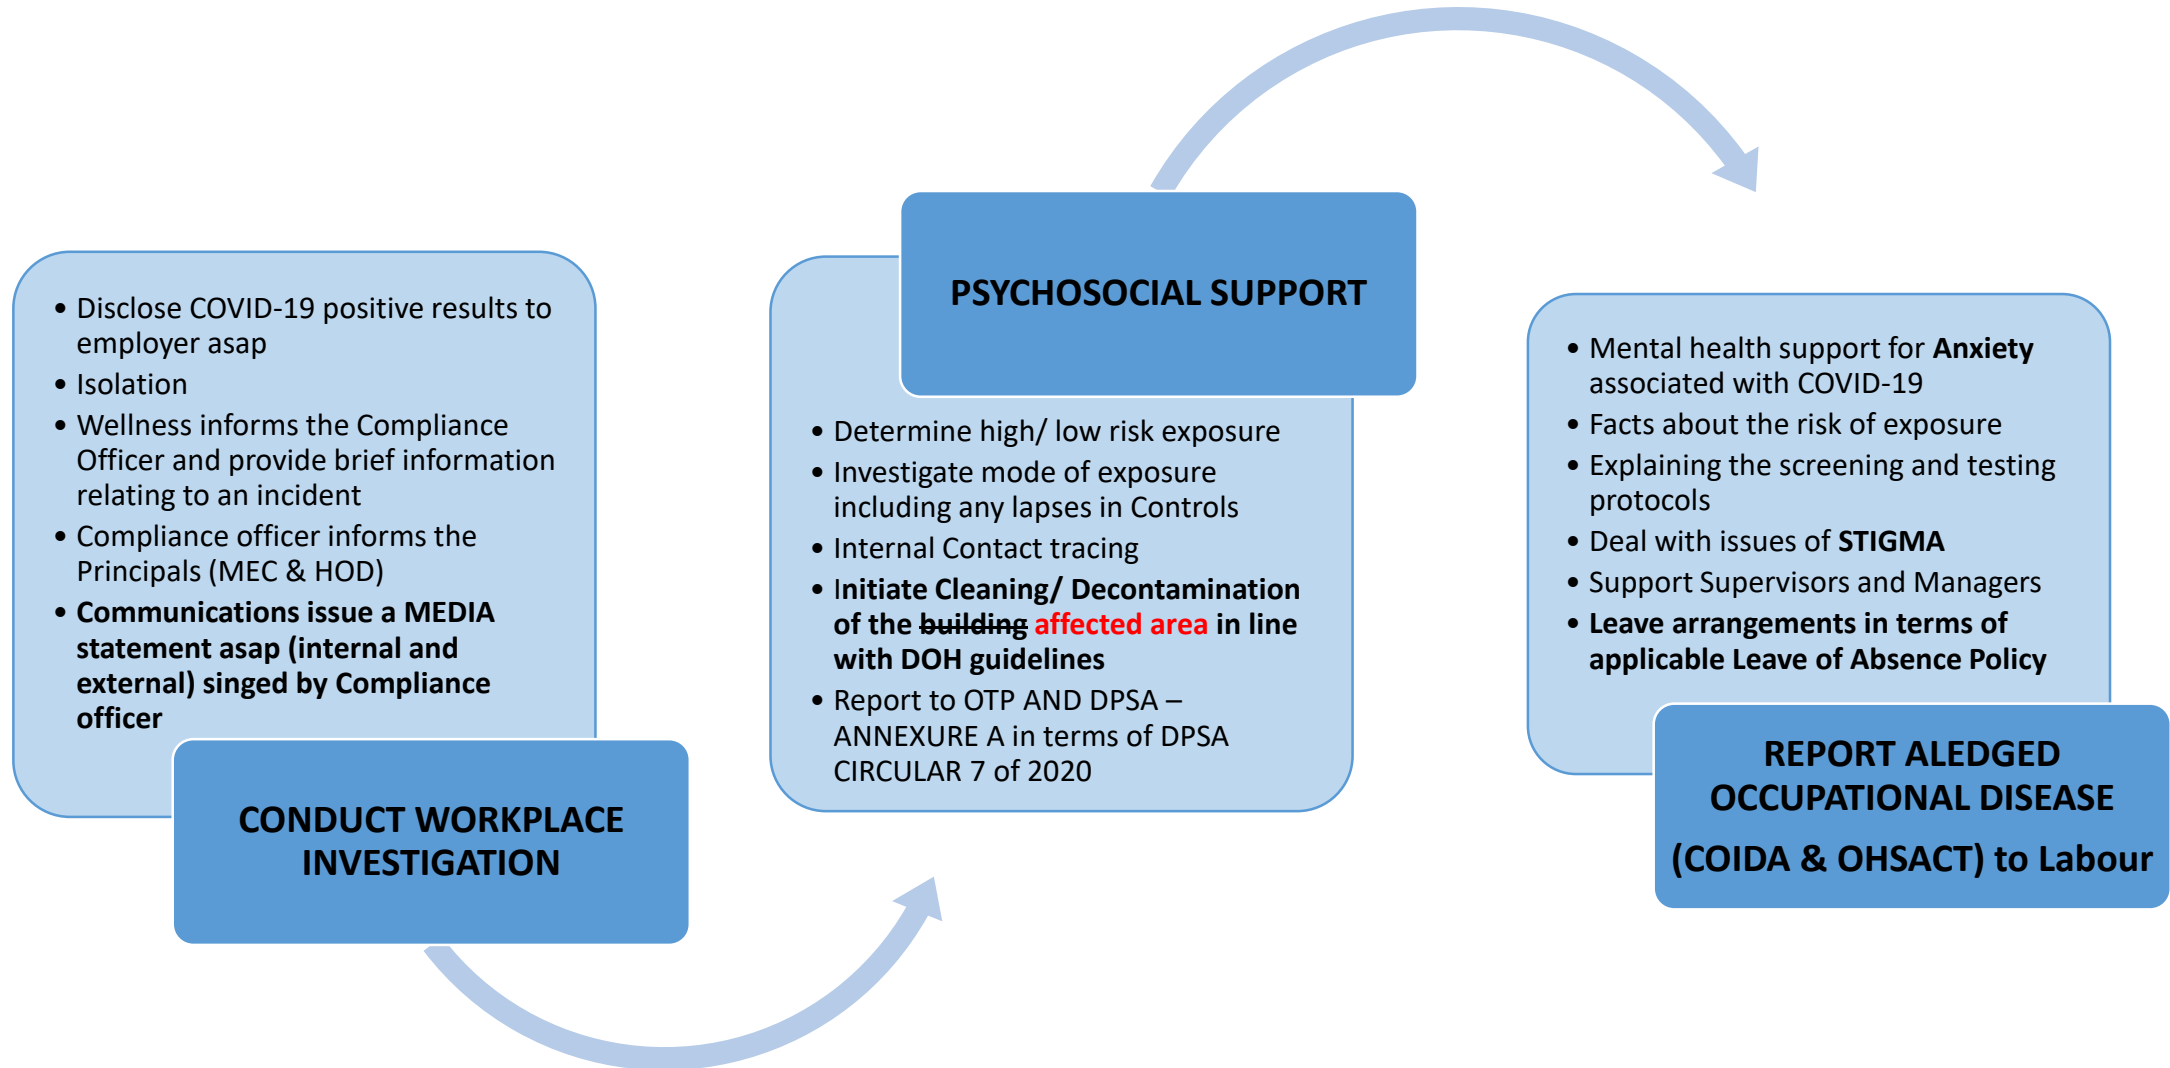 • Disclose COVID-19 positive results to
employer asap
• Isolation
• Wellness informs the Compliance
Officer and provide brief information
relating to an incident
• Compliance officer informs the
Principals (MEC & HOD)
• Communications issue a MEDIA
statement asap (internal and
external) singed by Compliance
officer
CONDUCT WORKPLACE
INVESTIGATION
PSYCHOSOCIAL SUPPORT
• Determine high/ low risk exposure
• Investigate mode of exposure
including any lapses in Controls
• Internal Contact tracing
• Initiate Cleaning/ Decontamination
of the building affected area in line
with DOH guidelines
• Report to OTP AND DPSA –
ANNEXURE A in terms of DPSA
CIRCULAR 7 of 2020
• Mental health support for Anxiety
associated with COVID-19
• Facts about the risk of exposure
• Explaining the screening and testing
protocols
• Deal with issues of STIGMA
• Support Supervisors and Managers
• Leave arrangements in terms of
applicable Leave of Absence Policy
REPORT ALEDGED
OCCUPATIONAL DISEASE
(COIDA & OHSACT) to Labour